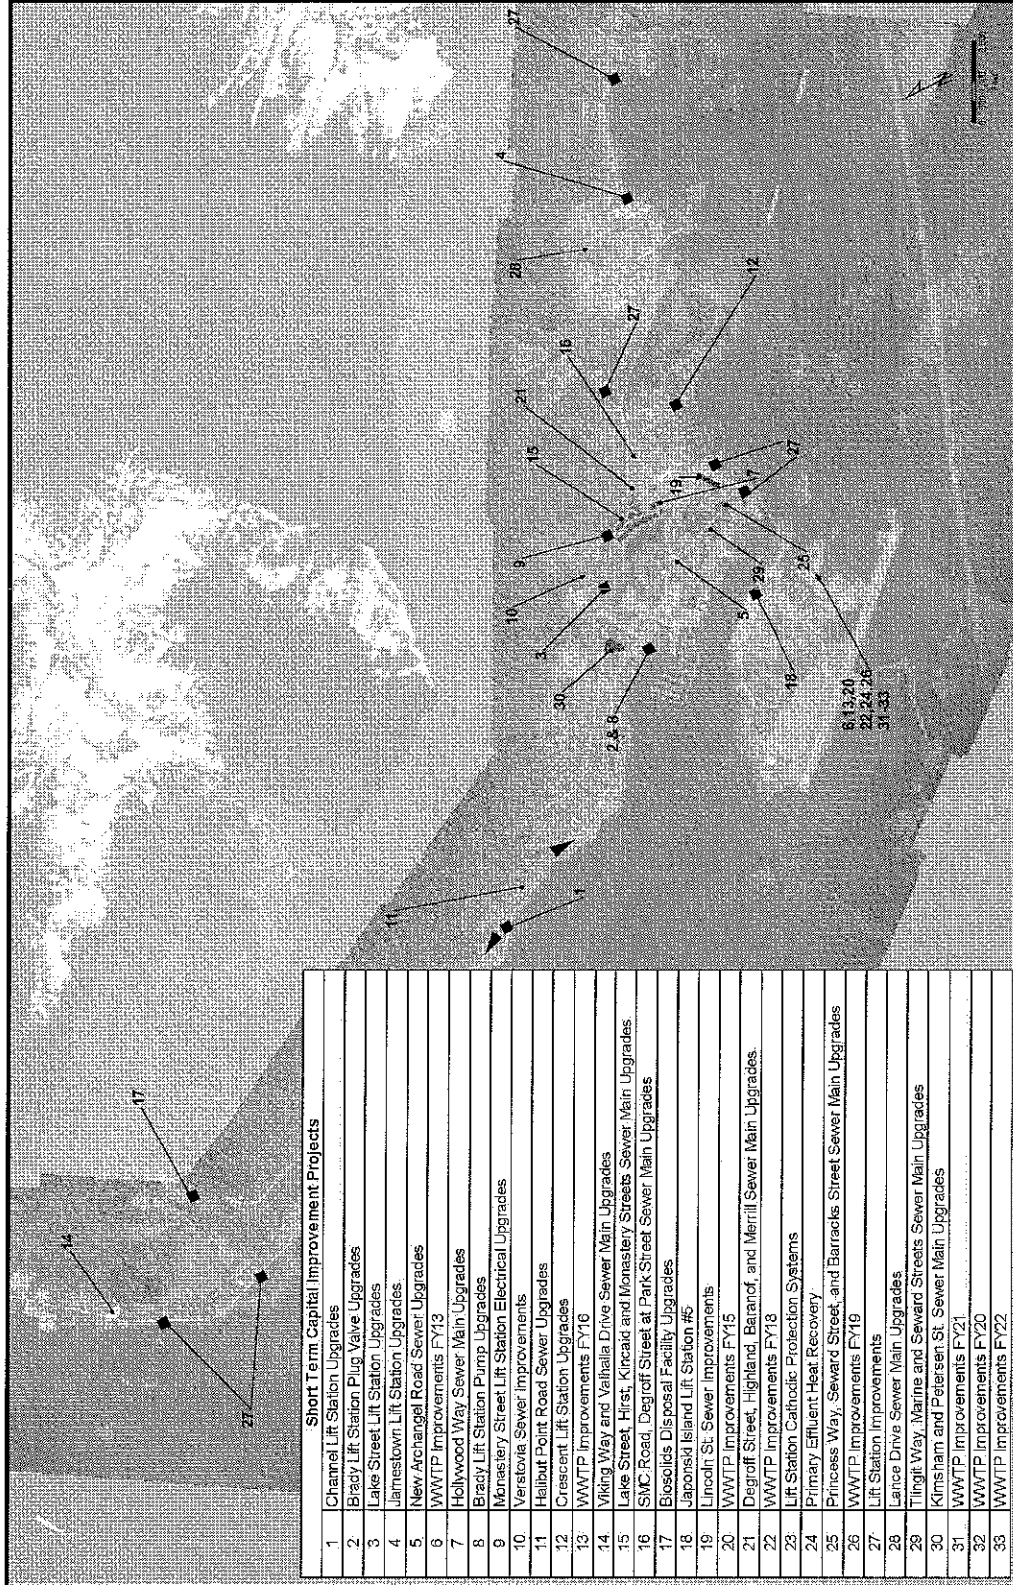 Short Term Capital Improvement Projects
1 Channel Lift Station Upgrades
2 Brady Lift Station Plug Valve Upgrades
3 Lake Street Lift Station Upgrades
4 Jamestown Lift Station Upgrades
5 New Archangel Road Sewer Upgrades
6 WWTP Improvements FY13
7 Hollywood Way Sewer Main Upgrades
8 Brady Lift Station Pump Upgrades
9 Monastery Street Lift Station Electrical Upgrades
10 Verstovia Sewer Improvements
11 Halibut Point Road Sewer Upgrades
12 Crescent Lift Station Upgrades
13 WWTP Improvements FY16
14 Viking Way and Valhalla Drive Sewer Main Upgrades
15 Lake Street, Hirst, Kincaid and Monastery Streets Sewer Main Upgrades
16 SMC Road, Degroff Street at Park Street Sewer Main Upgrades
17 Biosolids Disposal Facility Upgrades
18 Japonski Island Lift Station #5
19 Lincoln St. Sewer Improvements
20 WWTP Improvements FY15
21 Degroff Street, Highland, Baranof, and Merrill Sewer Main Upgrades
22 WWTP Improvements FY18
23 Lift Station Cathodic Protection Systems
24 Primary Effluent Heat Recovery
25 Princess Way, Seward Street, and Barracks Street Sewer Main Upgrades
26 WWTP Improvements FY19
27 Lift Station Improvements
28 Lance Drive Sewer Main Upgrades
29 Tlingit Way, Marine and Seward Streets Sewer Main Upgrades
30 Kimsham and Petersen St. Sewer Main Upgrades
31 WWTP Improvements FY21
32 WWTP Improvements FY20
33 WWTP Improvements FY22
14
17
27
11
1
30
2 & 8
3
10
9
15
21
16
27
28
4
27
12
19
7
27
25
29
5
18
6,13,20
22,24,26
31-33
N